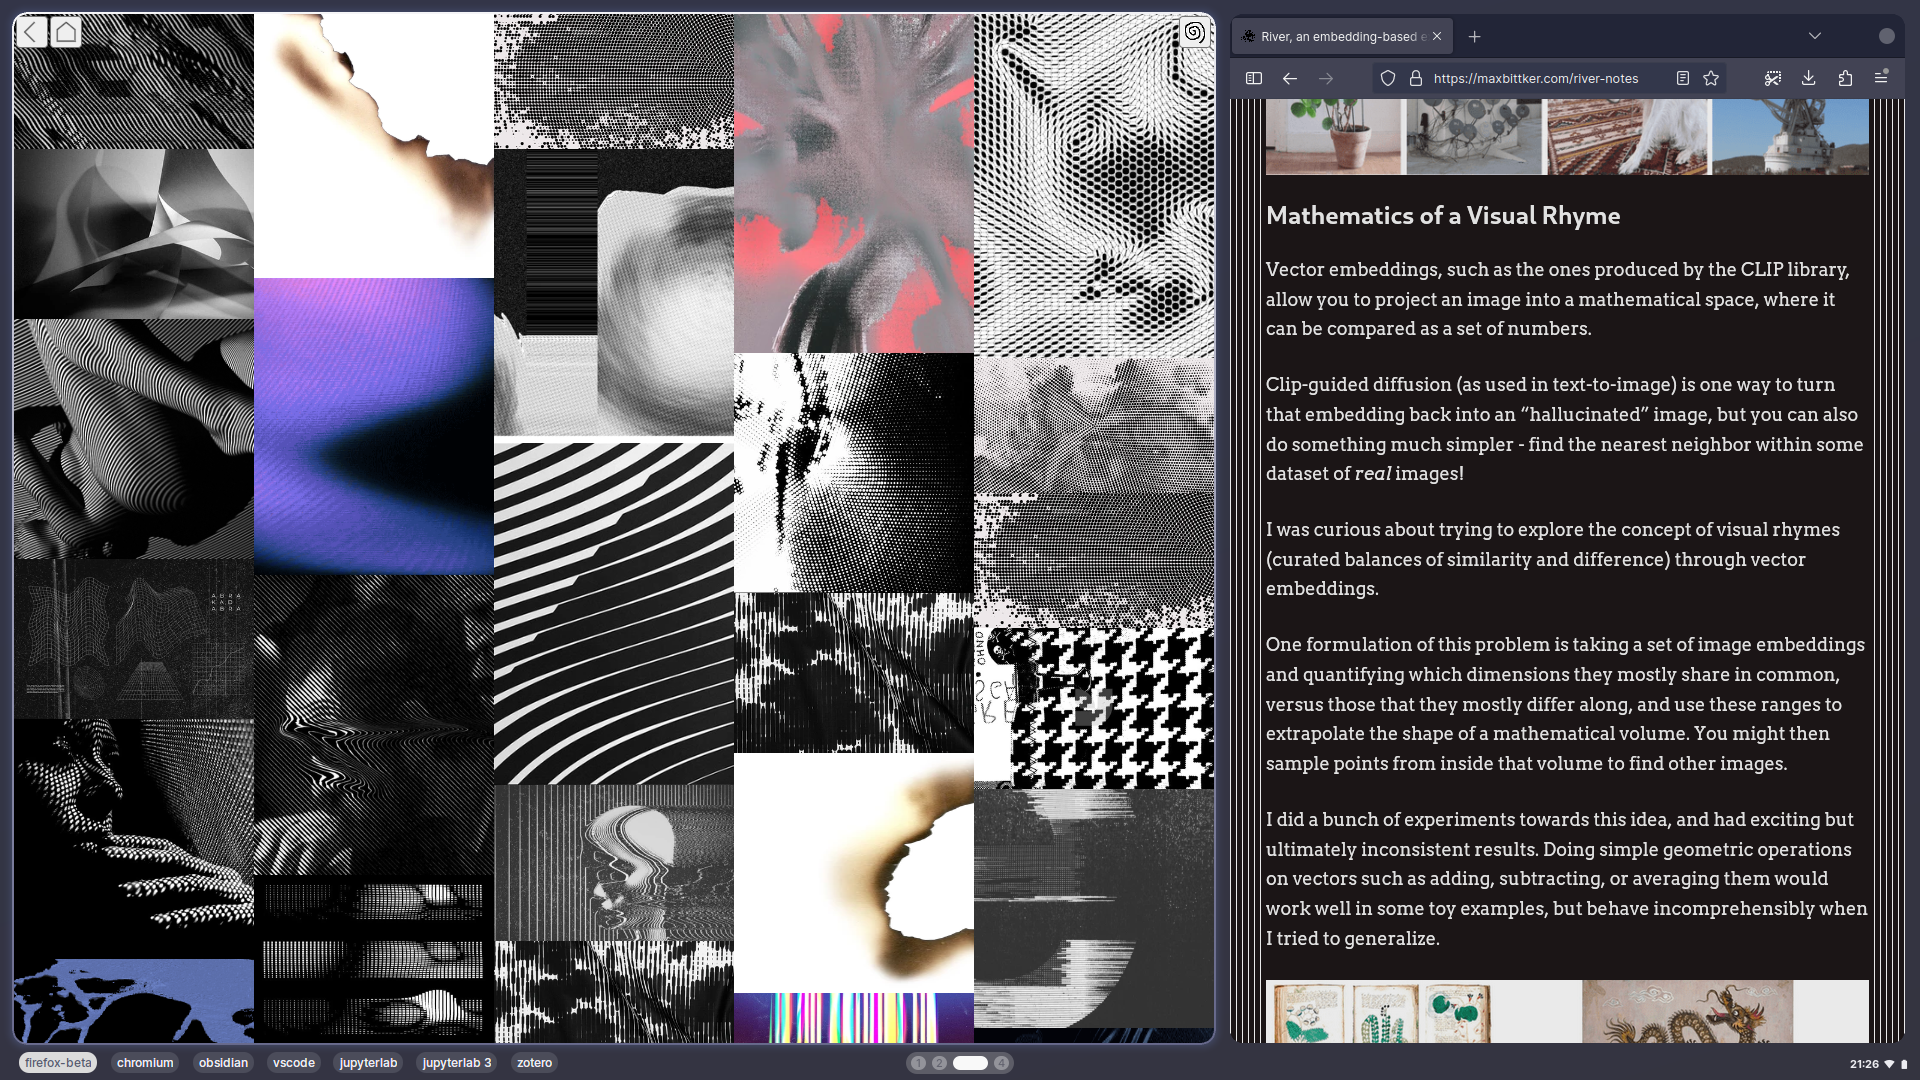 River, an embedding-based e
https://maxbittker.com/river-notes
Mathematics of a Visual Rhyme
Vector embeddings, such as the ones produced by the CLIP library,
allow you to project an image into a mathematical space, where it
can be compared as a set of numbers.
Clip-guided diffusion (as used in text-to-image) is one way to turn
that embedding back into an “hallucinated” image, but you can also
do something much simpler - find the nearest neighbor within some
dataset of real images!
I was curious about trying to explore the concept of visual rhymes
(curated balances of similarity and difference) through vector
embeddings.
One formulation of this problem is taking a set of image embeddings
and quantifying which dimensions they mostly share in common,
versus those that they mostly differ along, and use these ranges to
extrapolate the shape of a mathematical volume. You might then
sample points from inside that volume to find other images.
I did a bunch of experiments towards this idea, and had exciting but
ultimately inconsistent results. Doing simple geometric operations
on vectors such as adding, subtracting, or averaging them would
work well in some toy examples, but behave incomprehensibly when
I tried to generalize.
firefox-beta
chromium
obsidian
vscode
jupyterlab
jupyterlab 3
zotero
1
2
4
21:26